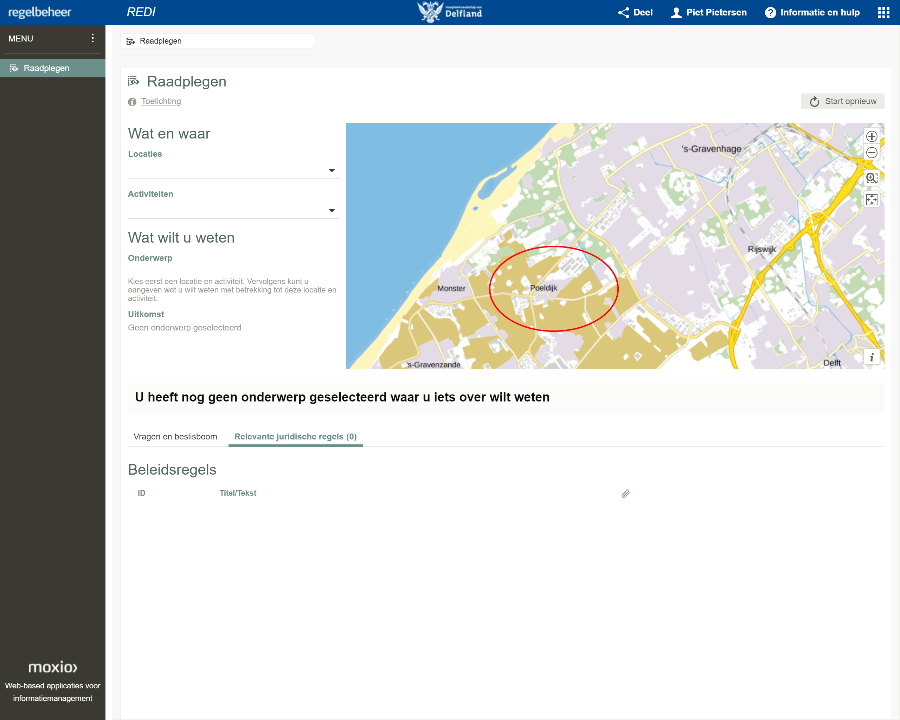 regelbeheer
REDI
Hoogheemraadschap van
Delfland
Deel
Piet Pietersen
Informatie en hulp
MENU
Raadplegen
Raadplegen
Raadplegen
Toelichting
Start opnieuw
Wat en waar
Locaties
Activiteiten
Wat wilt u weten
Onderwerp
Kies eerst een locatie en activiteit. Vervolgens kunt u
aangeven wat u wilt weten met betrekking tot deze locatie en
activiteit.
Uitkomst
Geen onderwerp geselecteerd
's-Gravenhage
Rijswijk
Monster
Poeldijk
's-Gravenzande
Delft
i
U heeft nog geen onderwerp geselecteerd waar u iets over wilt weten
Vragen en beslisboom
Relevante juridische regels (0)
Beleidsregels
ID
Titel/Tekst
moxio
Web-based applicaties voor
informatiemanagement